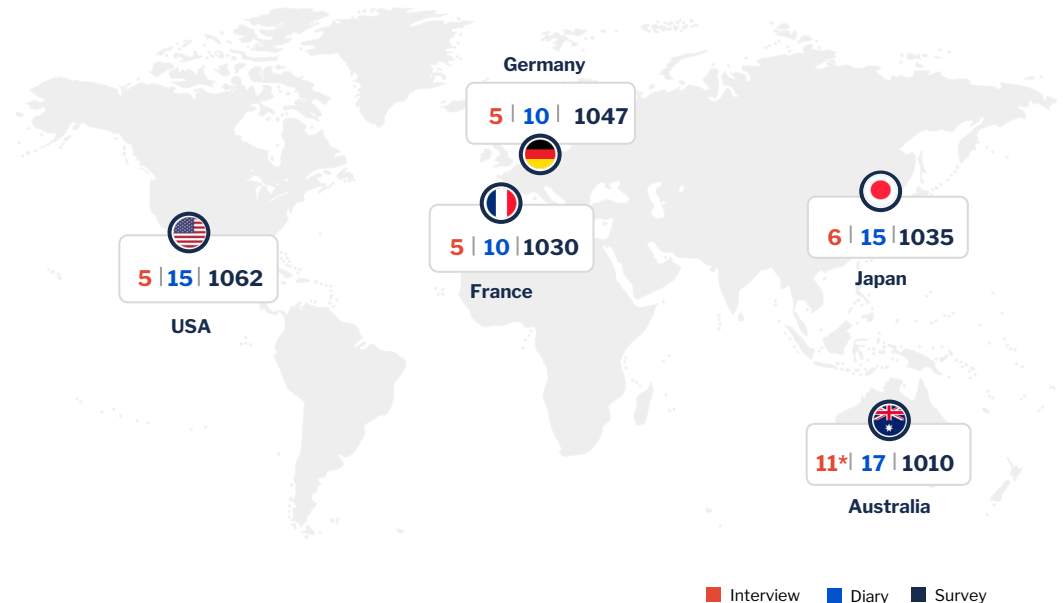 Germany
5 | 10 | 1047
5 | 10 | 1030
France
5 | 15 | 1062
USA
6 | 15 | 1035
Japan
11* | 17 | 1010
Australia
Interview Diary Survey